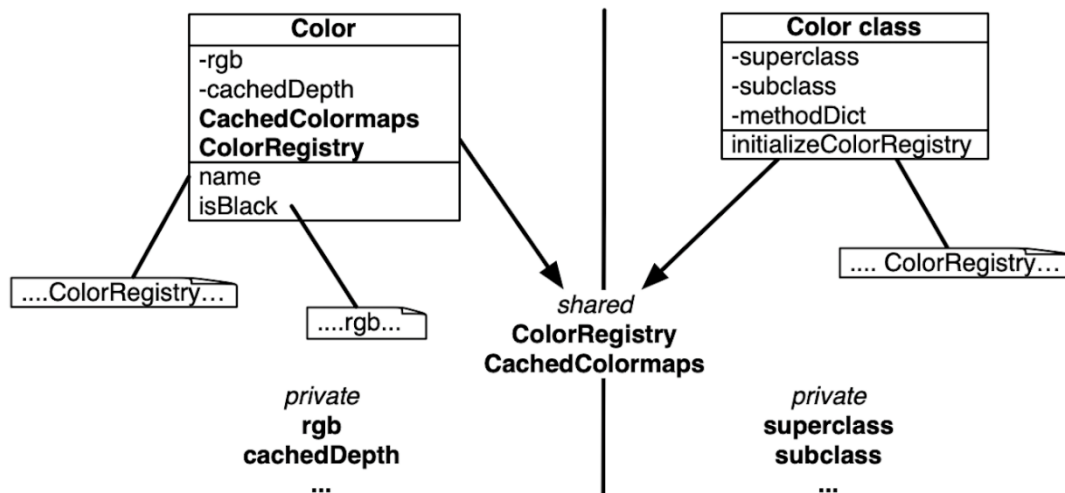 Color
-rgb
-cachedDepth
CachedColormaps
ColorRegistry
name
isBlack
....ColorRegistry...
....rgb...
Color class
-superclass
-subclass
-methodDict
initializeColorRegistry
.... ColorRegistry...
shared
ColorRegistry
CachedColormaps
private
rgb
cachedDepth
...
private
superclass
subclass
...